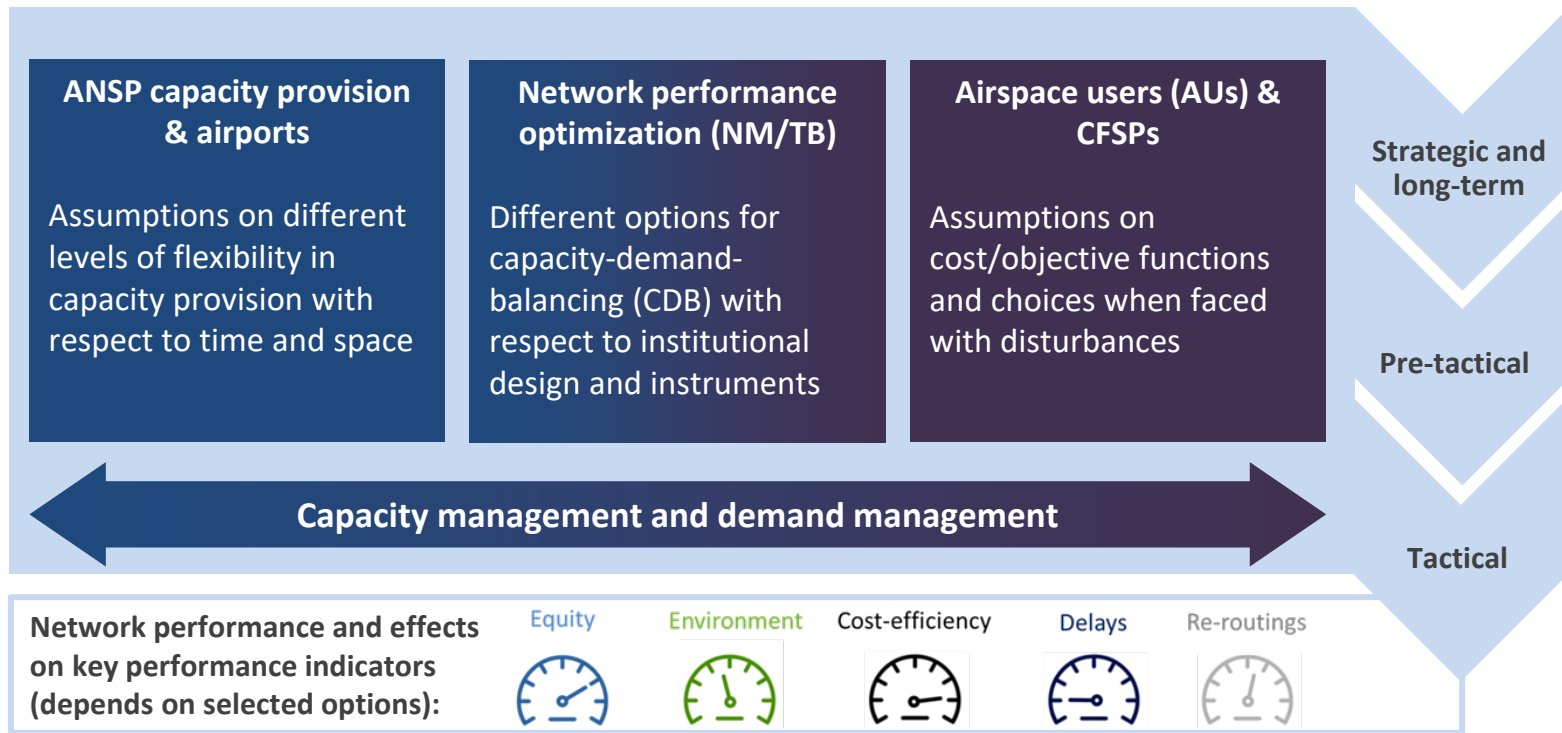 ANSP capacity provision
& airports
Assumptions on different
levels of flexibility in
capacity provision with
respect to time and space
Network performance
optimization (NM/TB)
Different options for
capacity-demand-
balancing (CDB) with
respect to institutional
design and instruments
Airspace users (AUs) &
CFSPs
Assumptions on
cost/objective functions
and choices when faced
with disturbances
Strategic and
long-term
Pre-tactical
Tactical
Capacity management and demand management
Network performance and effects
on key performance indicators
(depends on selected options):
Equity
Environment
Cost-efficiency
Delays
Re-routings